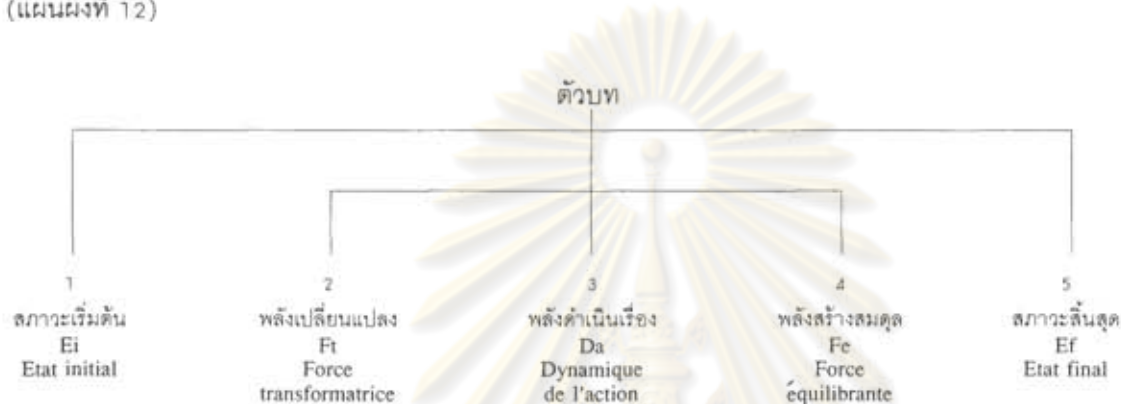 (แผนผังที่ 12)
ตัวบท
1 2 3 4 5
สภาวะเริ่มต้น พลังเปลี่ยนแปลง พลังดำเนินเรื่อง พลังสร้างสมดุล สภาวะสิ้นสุด
Ei Ft Da Fe Ef
Etat initial Force Dynamique Force Etat final
transformatrice de l'action équilibrante